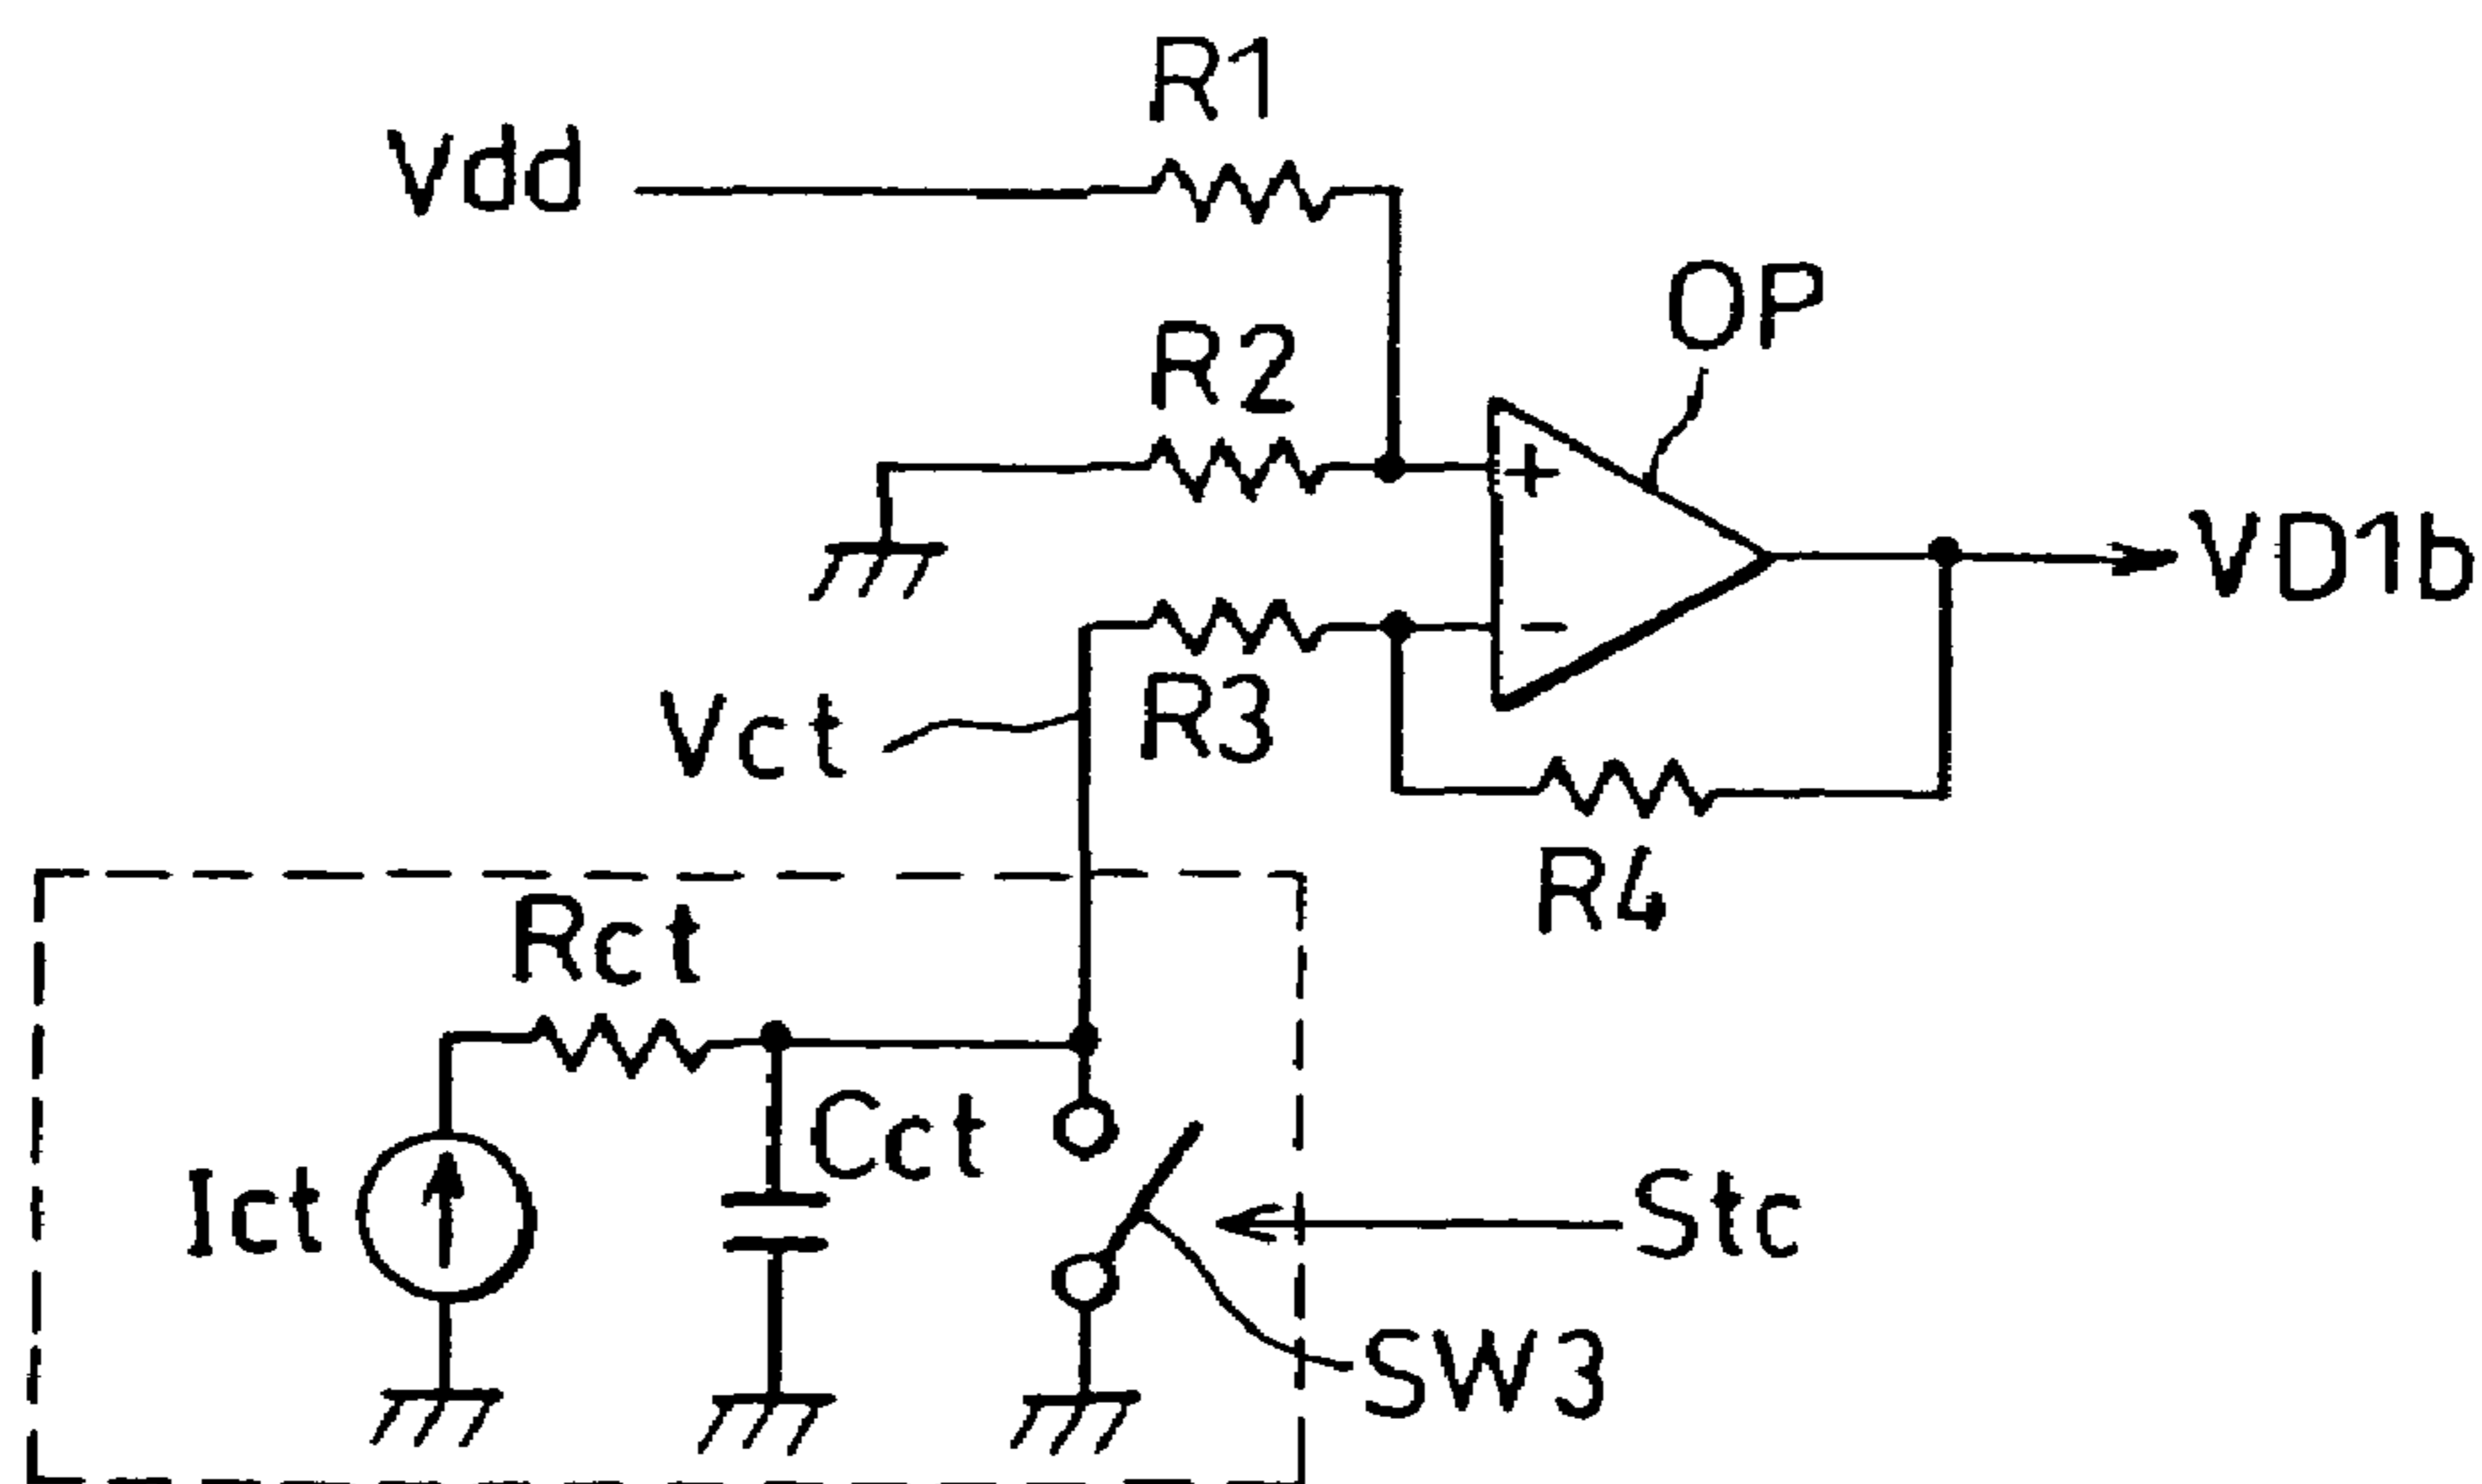 R1
Vdd
OP
R2
+
VD1b
-
R3
Vct
R4
Rct
Cct
Ict
Stc
SW3